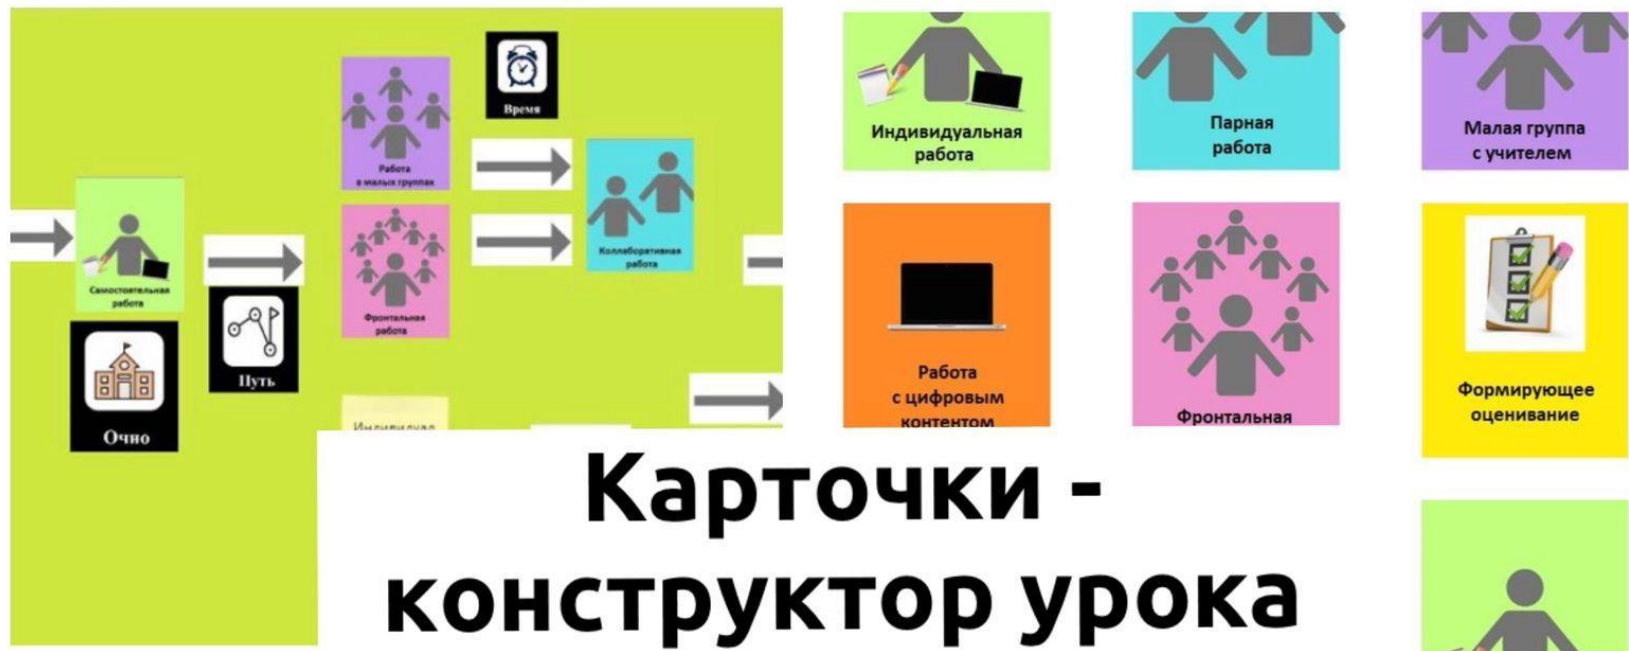 Время
Работа
в малых группах
Самостоятельная
работа
Коллаборативная
работа
Фронтальная
работа
Путь
Очно
Индивидуальная
работа
Парная
работа
Малая группа
с учителем
Работа
с цифровым
контентом
Фронтальная
Формирующее
оценивание
Карточки -
конструктор урока